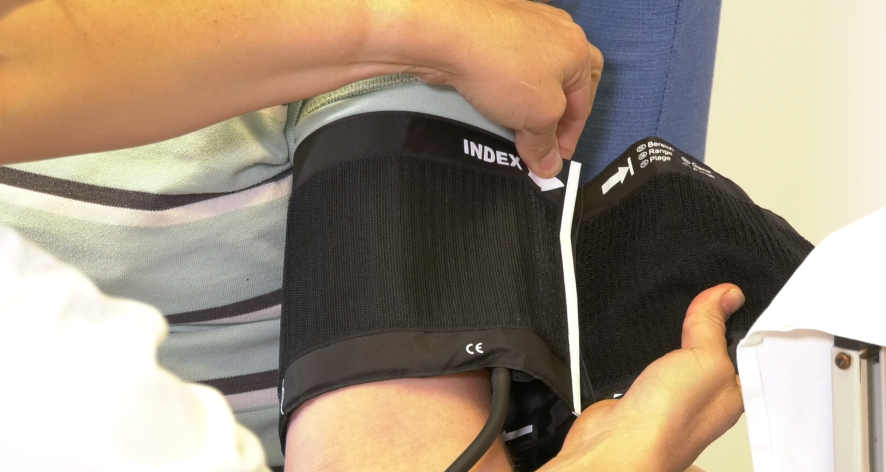 INDEX
Bereich
Range
Plage
CE